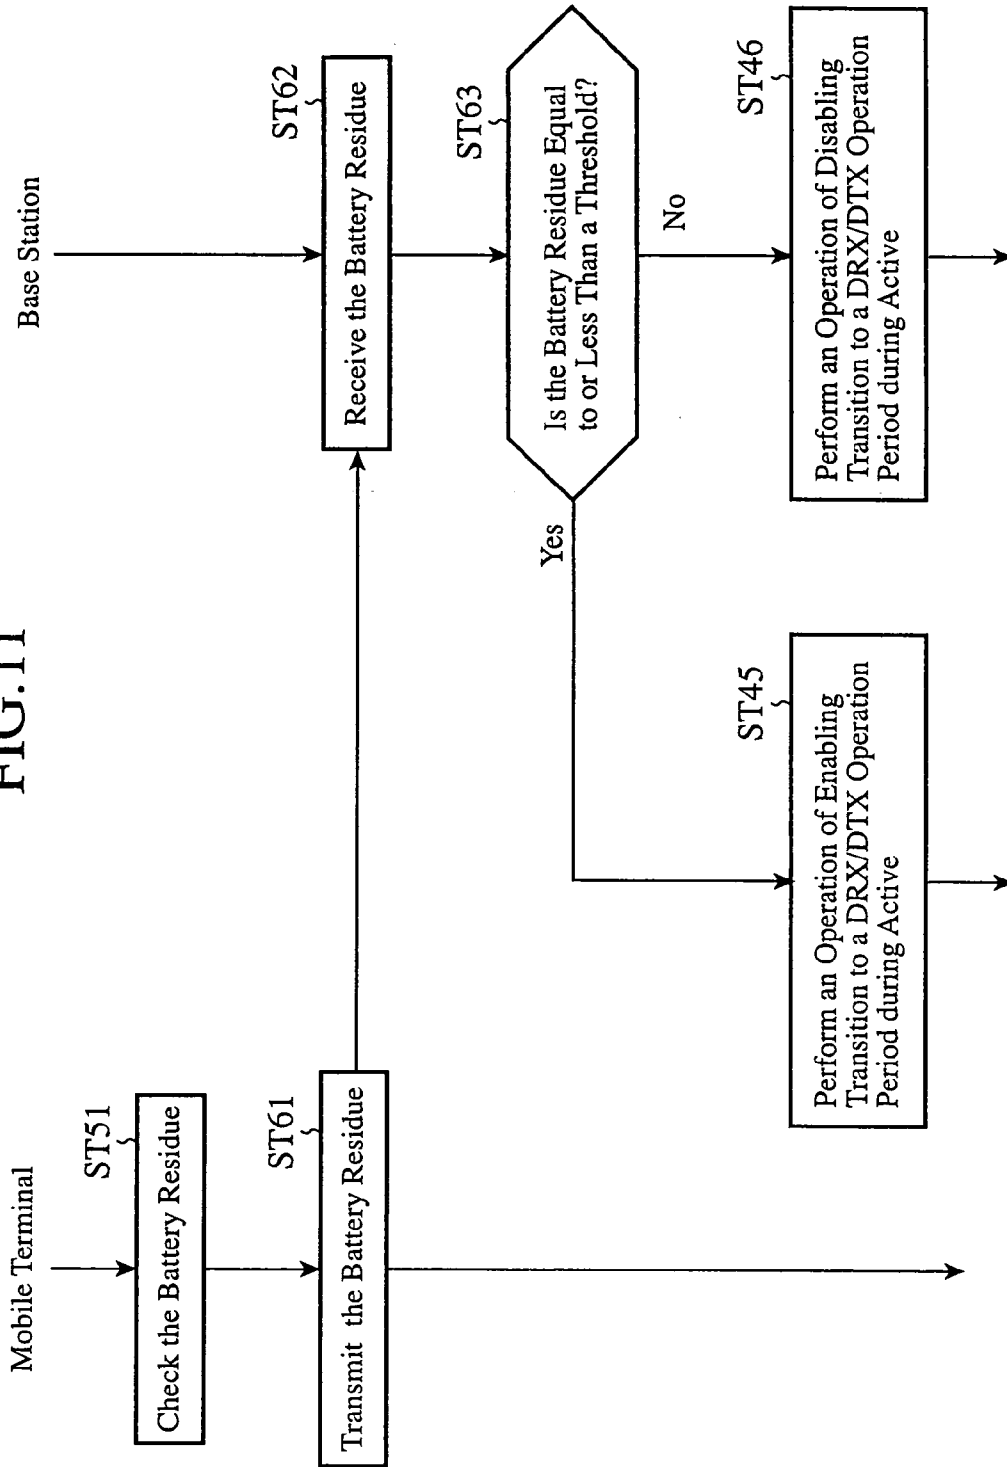 FIG.11
Mobile Terminal
Base Station
ST51
Check the Battery Residue
ST61
Transmit the Battery Residue
ST62
Receive the Battery Residue
ST63
Is the Battery Residue Equal
to or Less Than a Threshold?
Yes
No
ST45
Perform an Operation of Enabling
Transition to a DRX/DTX Operation
Period during Active
ST46
Perform an Operation of Disabling
Transition to a DRX/DTX Operation
Period during Active